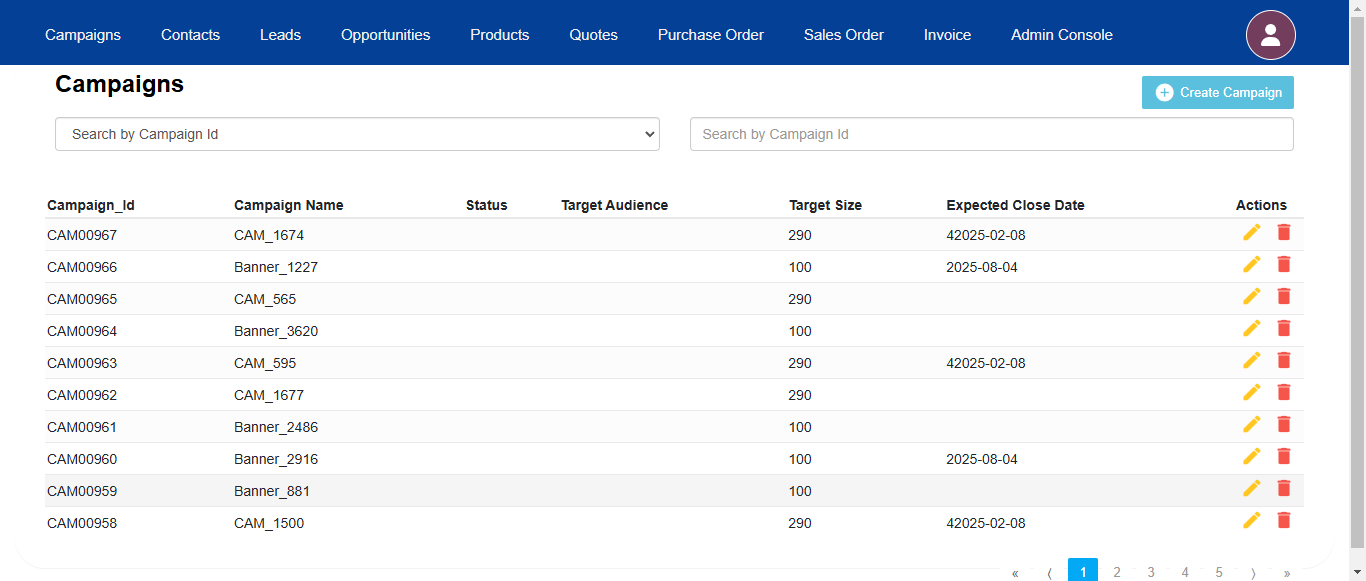 Campaigns Contacts Leads Opportunities Products Quotes Purchase Order Sales Order Invoice Admin Console
Campaigns
Create Campaign
Search by Campaign Id Search by Campaign Id
Campaign_Id Campaign Name Status Target Audience Target Size Expected Close Date Actions
CAM00967 CAM_1674 290 42025-02-08
CAM00966 Banner_1227 100 2025-08-04
CAM00965 CAM_565 290
CAM00964 Banner_3620 100
CAM00963 CAM_595 290 42025-02-08
CAM00962 CAM_1677 290
CAM00961 Banner_2486 100
CAM00960 Banner_2916 100 2025-08-04
CAM00959 Banner_881 100
CAM00958 CAM_1500 290 42025-02-08
« ⟨ 1 2 3 4 5 ⟩ »